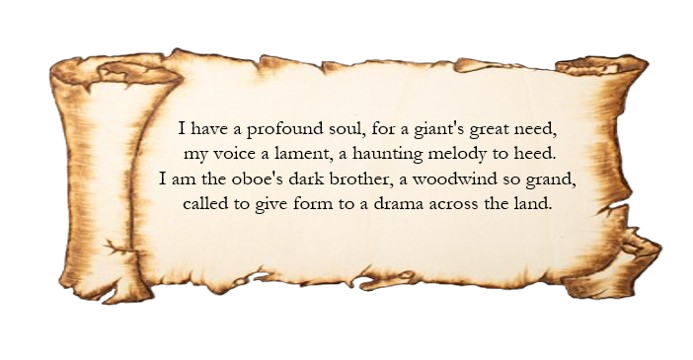 I have a profound soul, for a giant's great need,
my voice a lament, a haunting melody to heed.
I am the oboe's dark brother, a woodwind so grand,
called to give form to a drama across the land.